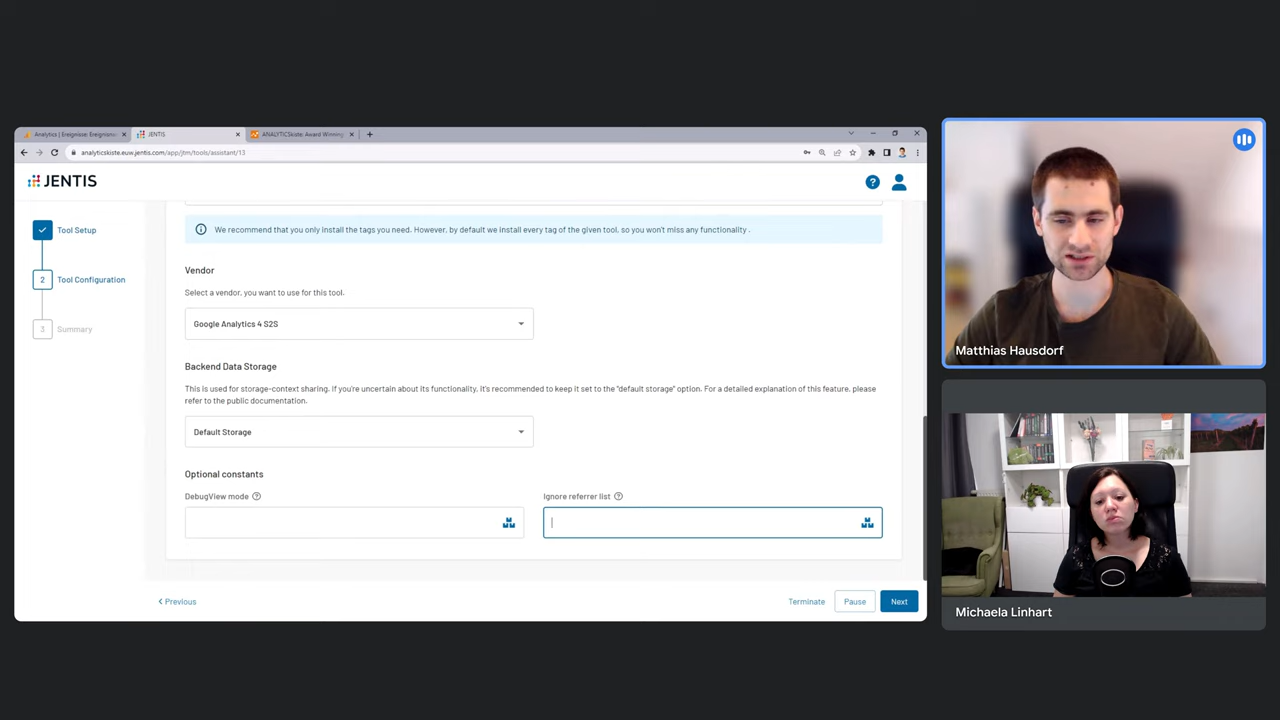 Analytics | Ereignisse: Ereignisna
JENTIS
ANALYTICSkiste: Award Winning
analyticskiste.euw.jentis.com/app/jtm/tools/assistant/13
JENTIS
Tool Setup
2
Tool Configuration
3
Summary
We recommend that you only install the tags you need. However, by default we install every tag of the given tool, so you won't miss any functionality .
Vendor
Select a vendor, you want to use for this tool.
Google Analytics 4 S2S
Backend Data Storage
This is used for storage-context sharing. If you're uncertain about its functionality, it's recommended to keep it set to the "default storage" option. For a detailed explanation of this feature, please
refer to the public documentation.
Default Storage
Optional constants
DebugView mode
Ignore referrer list
Previous
Terminate
Pause
Next
Matthias Hausdorf
Michaela Linhart